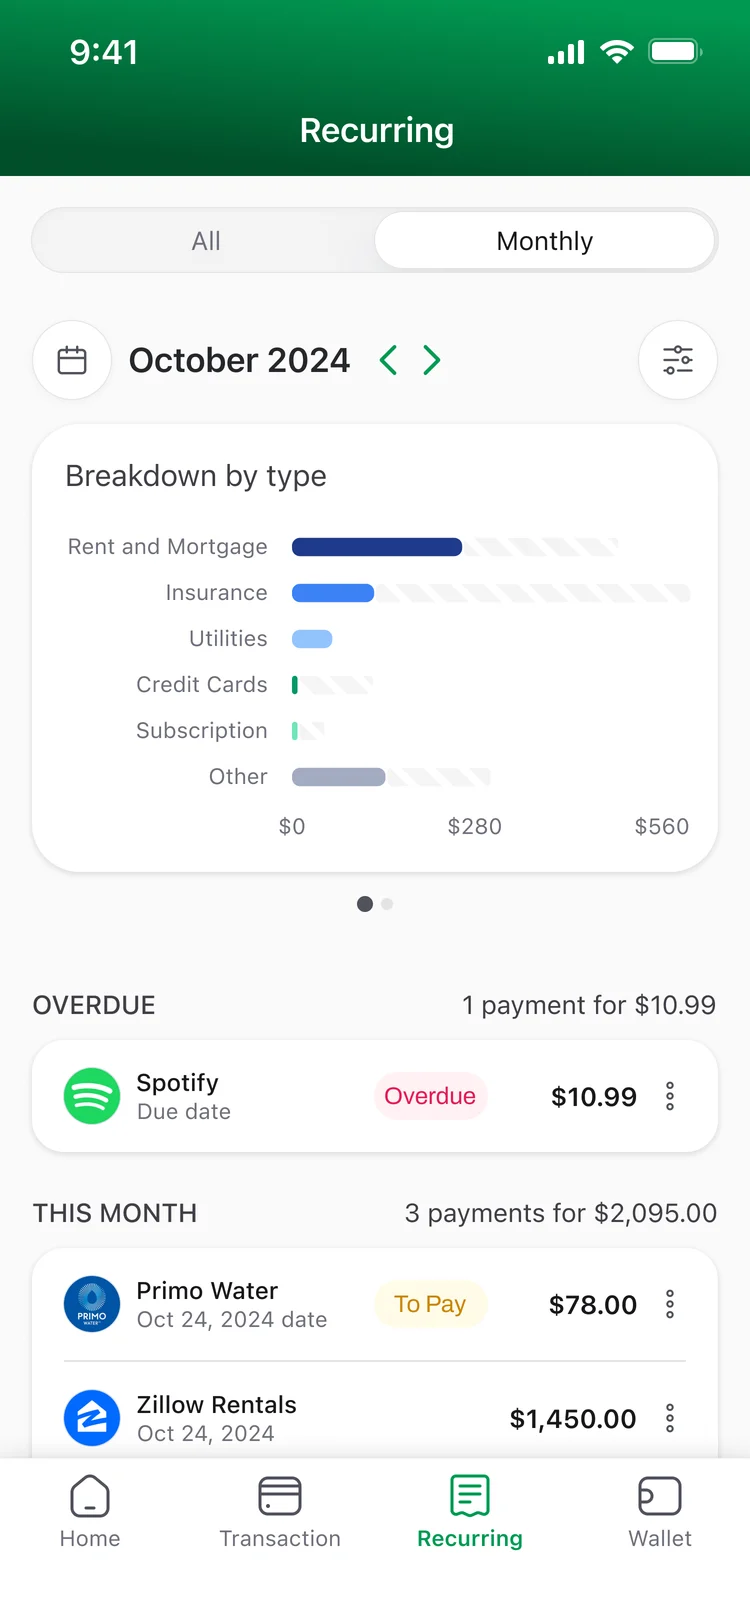 9:41
Recurring
All
Monthly
October 2024
Breakdown by type
Rent and Mortgage
Insurance
Utilities
Credit Cards
Subscription
Other
$0 $280 $560
OVERDUE 1 payment for $10.99
Spotify
Due date
Overdue
$10.99
THIS MONTH 3 payments for $2,095.00
PRIMO
WATER
Primo Water
Oct 24, 2024 date
To Pay
$78.00
Zillow Rentals
Oct 24, 2024
$1,450.00
Home Transaction Recurring Wallet